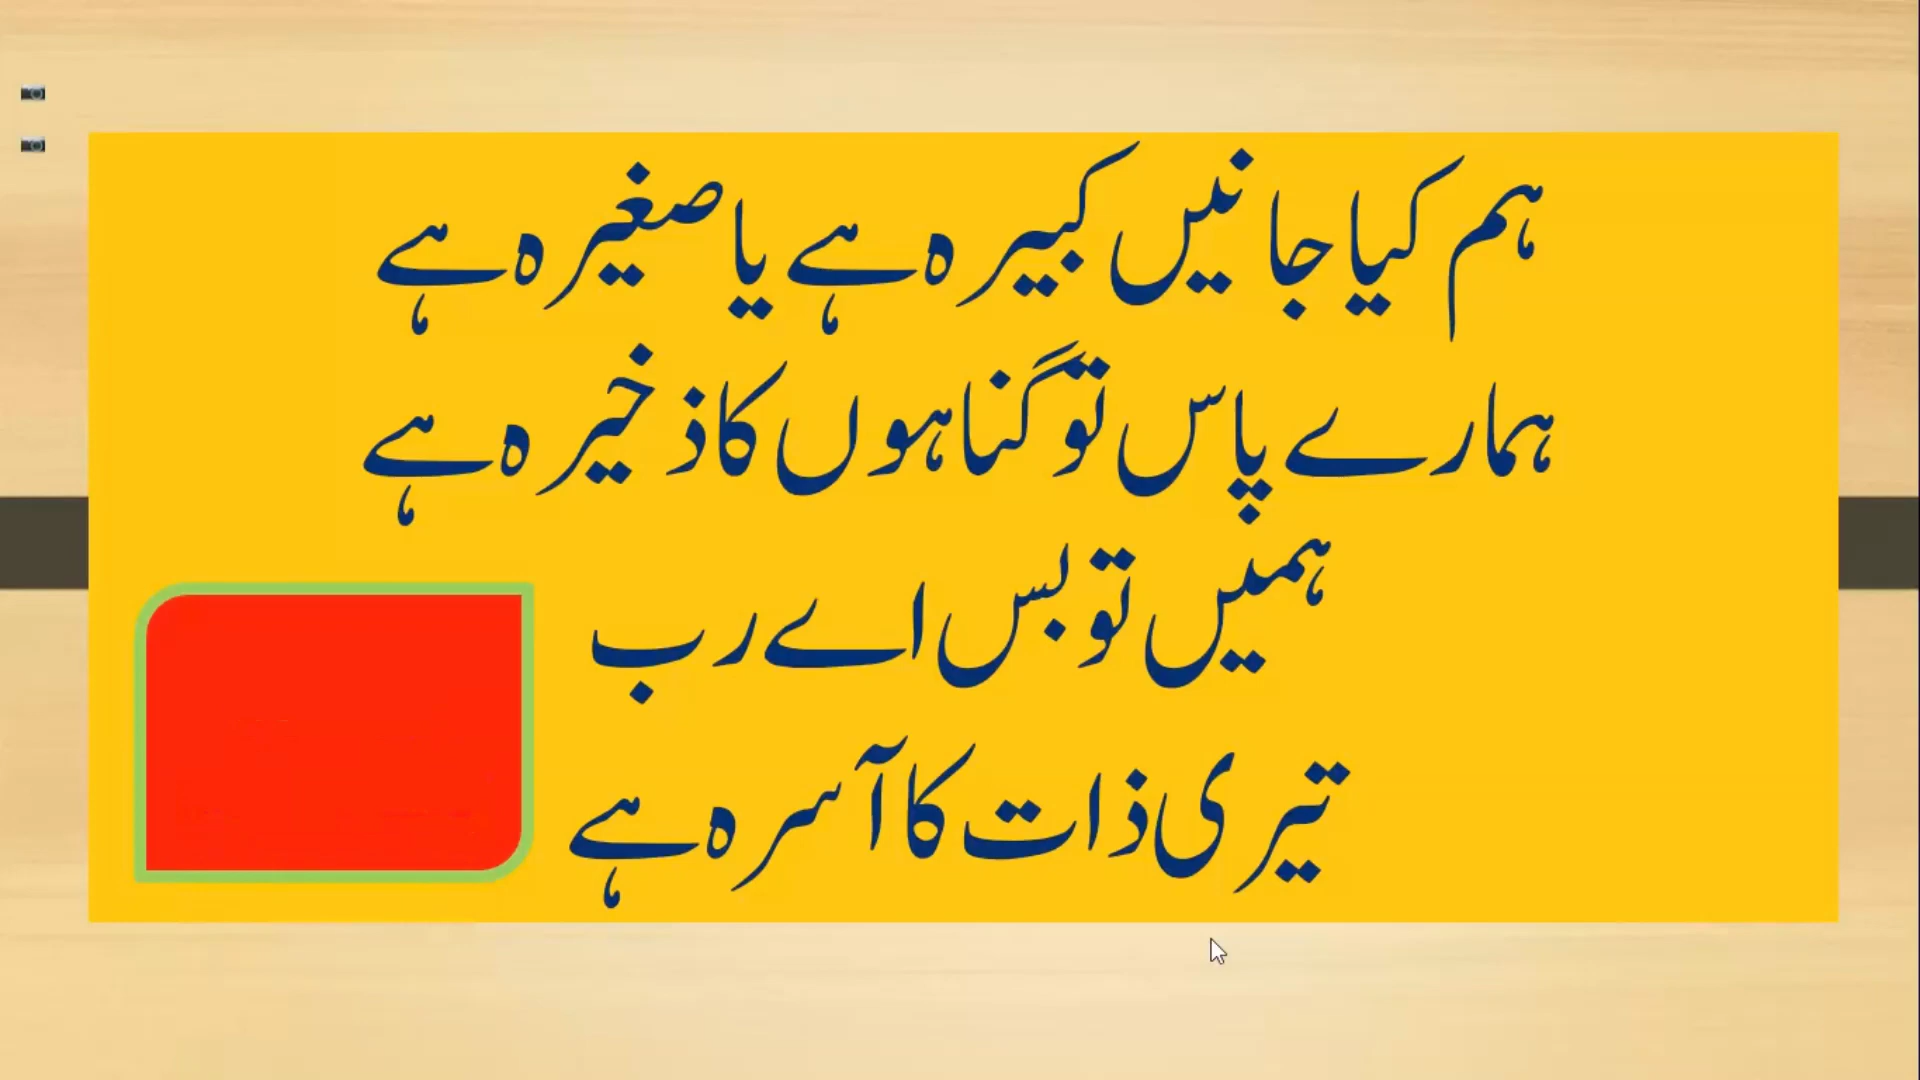 ہم کیا جانیں کبیرہ ہے یا صغیرہ ہے
ہمارے پاس تو گناہوں کا ذخیرہ ہے
ہمیں تو بس اے رب
تیری ذات کا آسرہ ہے